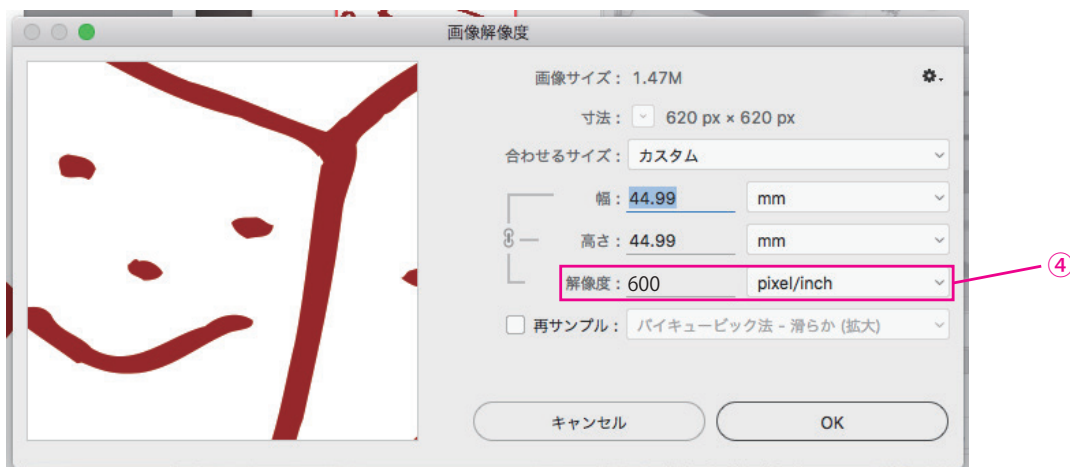 画像解像度
画像サイズ： 1.47M
寸法： 620 px × 620 px
合わせるサイズ： カスタム
幅： 44.99 mm
高さ： 44.99 mm
解像度： 600 pixel/inch
④
再サンプル： バイキュービック法 - 滑らか (拡大)
キャンセル OK